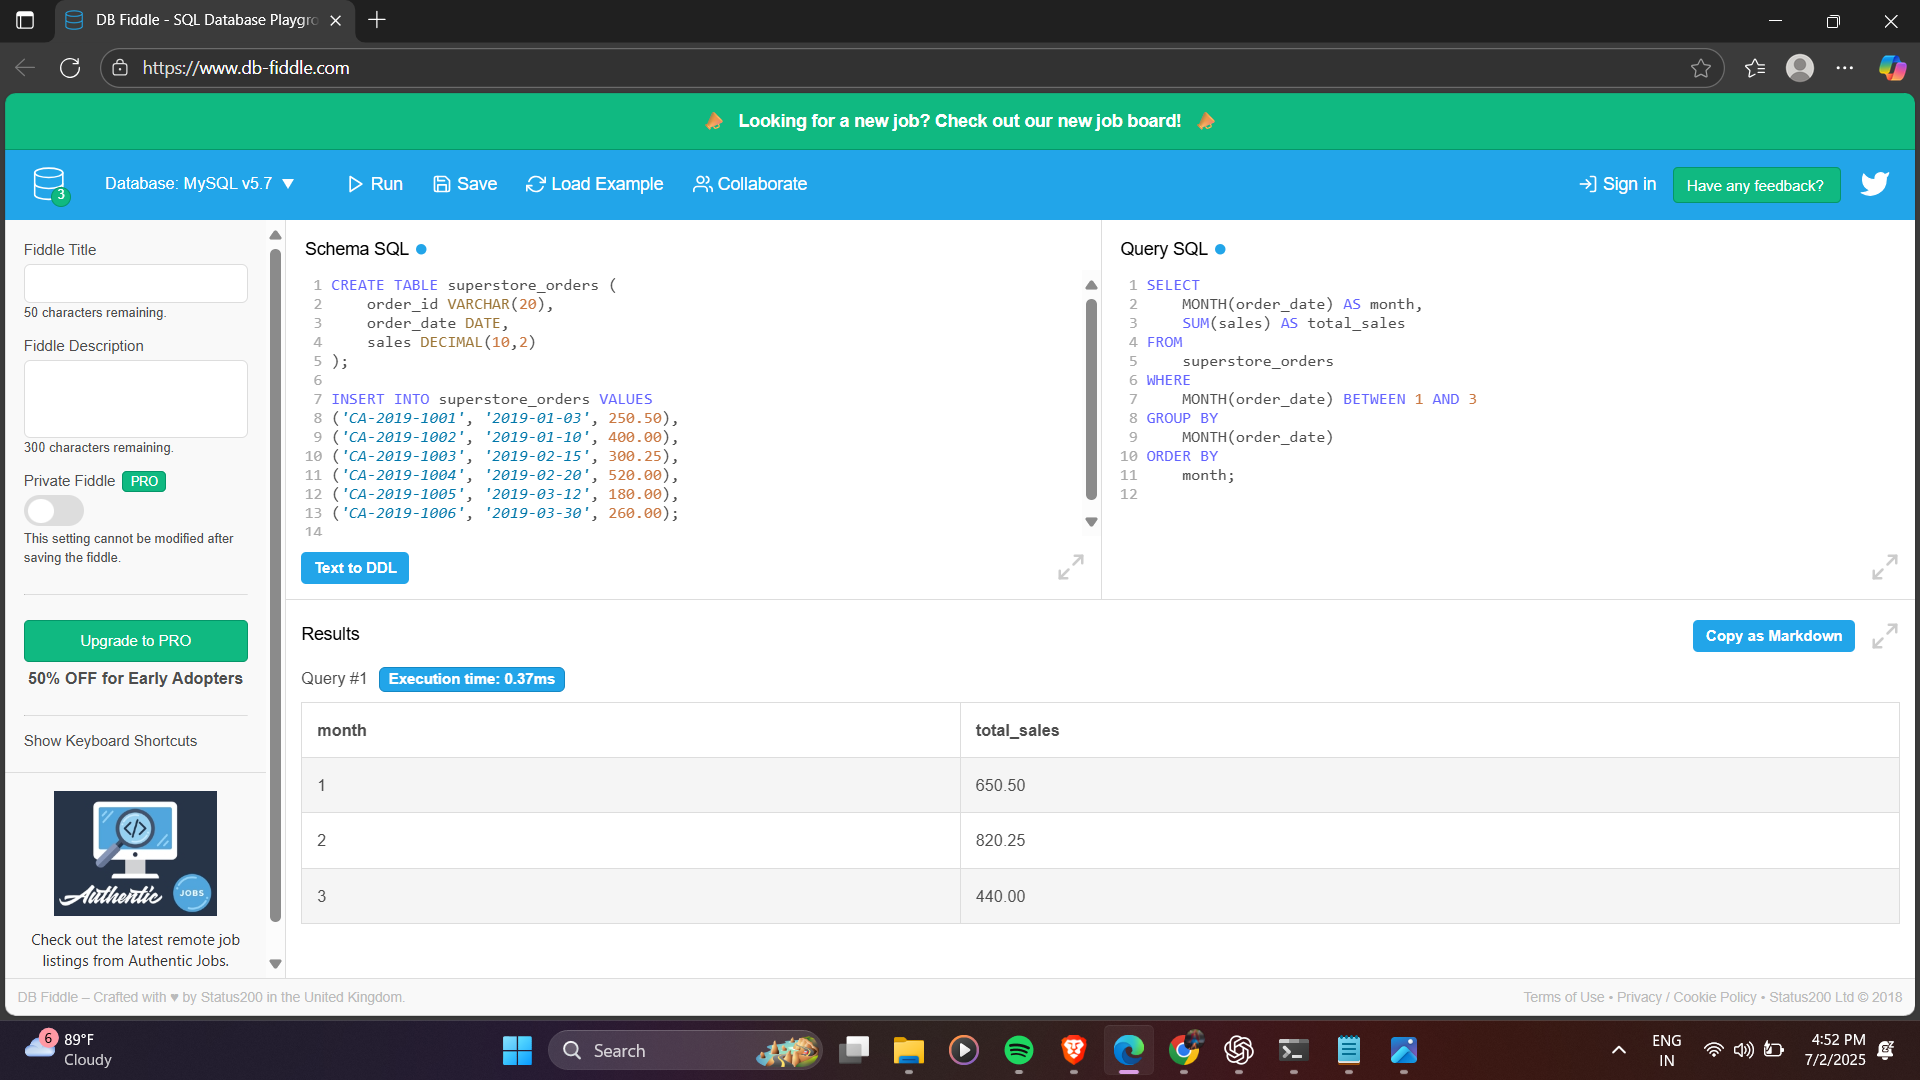 DB Fiddle - SQL Database Playgro
https://www.db-fiddle.com
Looking for a new job? Check out our new job board!
3
Database: MySQL v5.7 ▼
Run
Save
Load Example
Collaborate
Sign in
Have any feedback?
Fiddle Title
50 characters remaining.
Fiddle Description
300 characters remaining.
Private Fiddle PRO
This setting cannot be modified after
saving the fiddle.
Upgrade to PRO
50% OFF for Early Adopters
Show Keyboard Shortcuts
Authentic JOBS
Check out the latest remote job
listings from Authentic Jobs.
Schema SQL
1 CREATE TABLE superstore_orders (
2 order_id VARCHAR(20),
3 order_date DATE,
4 sales DECIMAL(10,2)
5 );
6
7 INSERT INTO superstore_orders VALUES
8 ('CA-2019-1001', '2019-01-03', 250.50),
9 ('CA-2019-1002', '2019-01-10', 400.00),
10 ('CA-2019-1003', '2019-02-15', 300.25),
11 ('CA-2019-1004', '2019-02-20', 520.00),
12 ('CA-2019-1005', '2019-03-12', 180.00),
13 ('CA-2019-1006', '2019-03-30', 260.00);
14
Text to DDL
Query SQL
1 SELECT
2 MONTH(order_date) AS month,
3 SUM(sales) AS total_sales
4 FROM
5 superstore_orders
6 WHERE
7 MONTH(order_date) BETWEEN 1 AND 3
8 GROUP BY
9 MONTH(order_date)
10 ORDER BY
11 month;
12
Results
Copy as Markdown
Query #1 Execution time: 0.37ms
month total_sales
1 650.50
2 820.25
3 440.00
DB Fiddle – Crafted with ♥ by Status200 in the United Kingdom.
Terms of Use • Privacy / Cookie Policy • Status200 Ltd © 2018
6
89°F
Cloudy
Search
ENG
IN
4:52 PM
7/2/2025